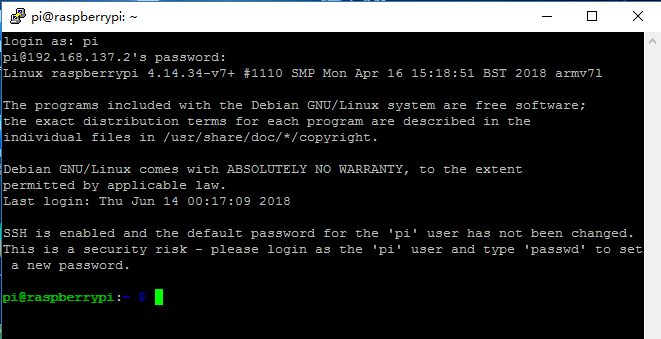 pi@raspberrypi: ~
login as: pi
pi@192.168.137.2's password:
Linux raspberrypi 4.14.34-v7+ #1110 SMP Mon Apr 16 15:18:51 BST 2018 armv7l
The programs included with the Debian GNU/Linux system are free software;
the exact distribution terms for each program are described in the
individual files in /usr/share/doc/*/copyright.
Debian GNU/Linux comes with ABSOLUTELY NO WARRANTY, to the extent
permitted by applicable law.
Last login: Thu Jun 14 00:17:09 2018
SSH is enabled and the default password for the 'pi' user has not been changed.
This is a security risk - please login as the 'pi' user and type 'passwd' to set
 a new password.
pi@raspberrypi:~ $